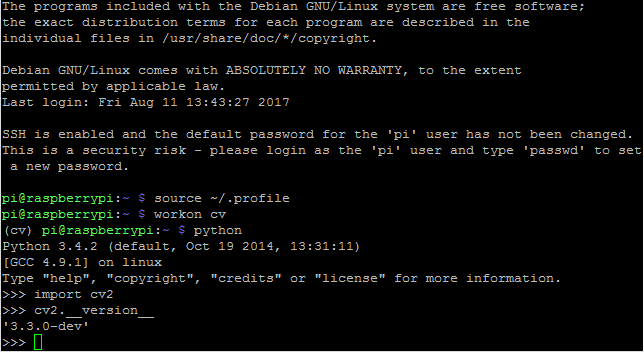 The programs included with the Debian GNU/Linux system are free software;
the exact distribution terms for each program are described in the
individual files in /usr/share/doc/*/copyright.
Debian GNU/Linux comes with ABSOLUTELY NO WARRANTY, to the extent
permitted by applicable law.
Last login: Fri Aug 11 13:43:27 2017
SSH is enabled and the default password for the 'pi' user has not been changed.
This is a security risk - please login as the 'pi' user and type 'passwd' to set
 a new password.
pi@raspberrypi:~ $ source ~/.profile
pi@raspberrypi:~ $ workon cv
(cv) pi@raspberrypi:~ $ python
Python 3.4.2 (default, Oct 19 2014, 13:31:11)
[GCC 4.9.1] on linux
Type "help", "copyright", "credits" or "license" for more information.
>>> import cv2
>>> cv2.__version__
'3.3.0-dev'
>>>